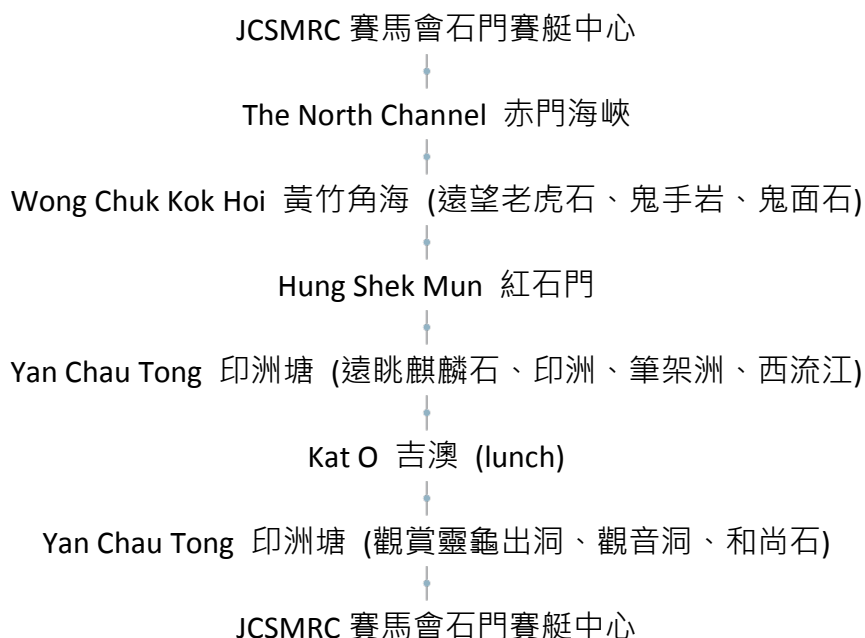 JCSMRC 賽馬會石門賽艇中心
The North Channel 赤門海峽
Wong Chuk Kok Hoi 黃竹角海 (遠望老虎石、鬼手岩、鬼面石)
Hung Shek Mun 紅石門
Yan Chau Tong 印洲塘 (遠眺麒麟石、印洲、筆架洲、西流江)
Kat O 吉澳 (lunch)
Yan Chau Tong 印洲塘 (觀賞靈龜出洞、觀音洞、和尚石)
JCSMRC 賽馬會石門賽艇中心